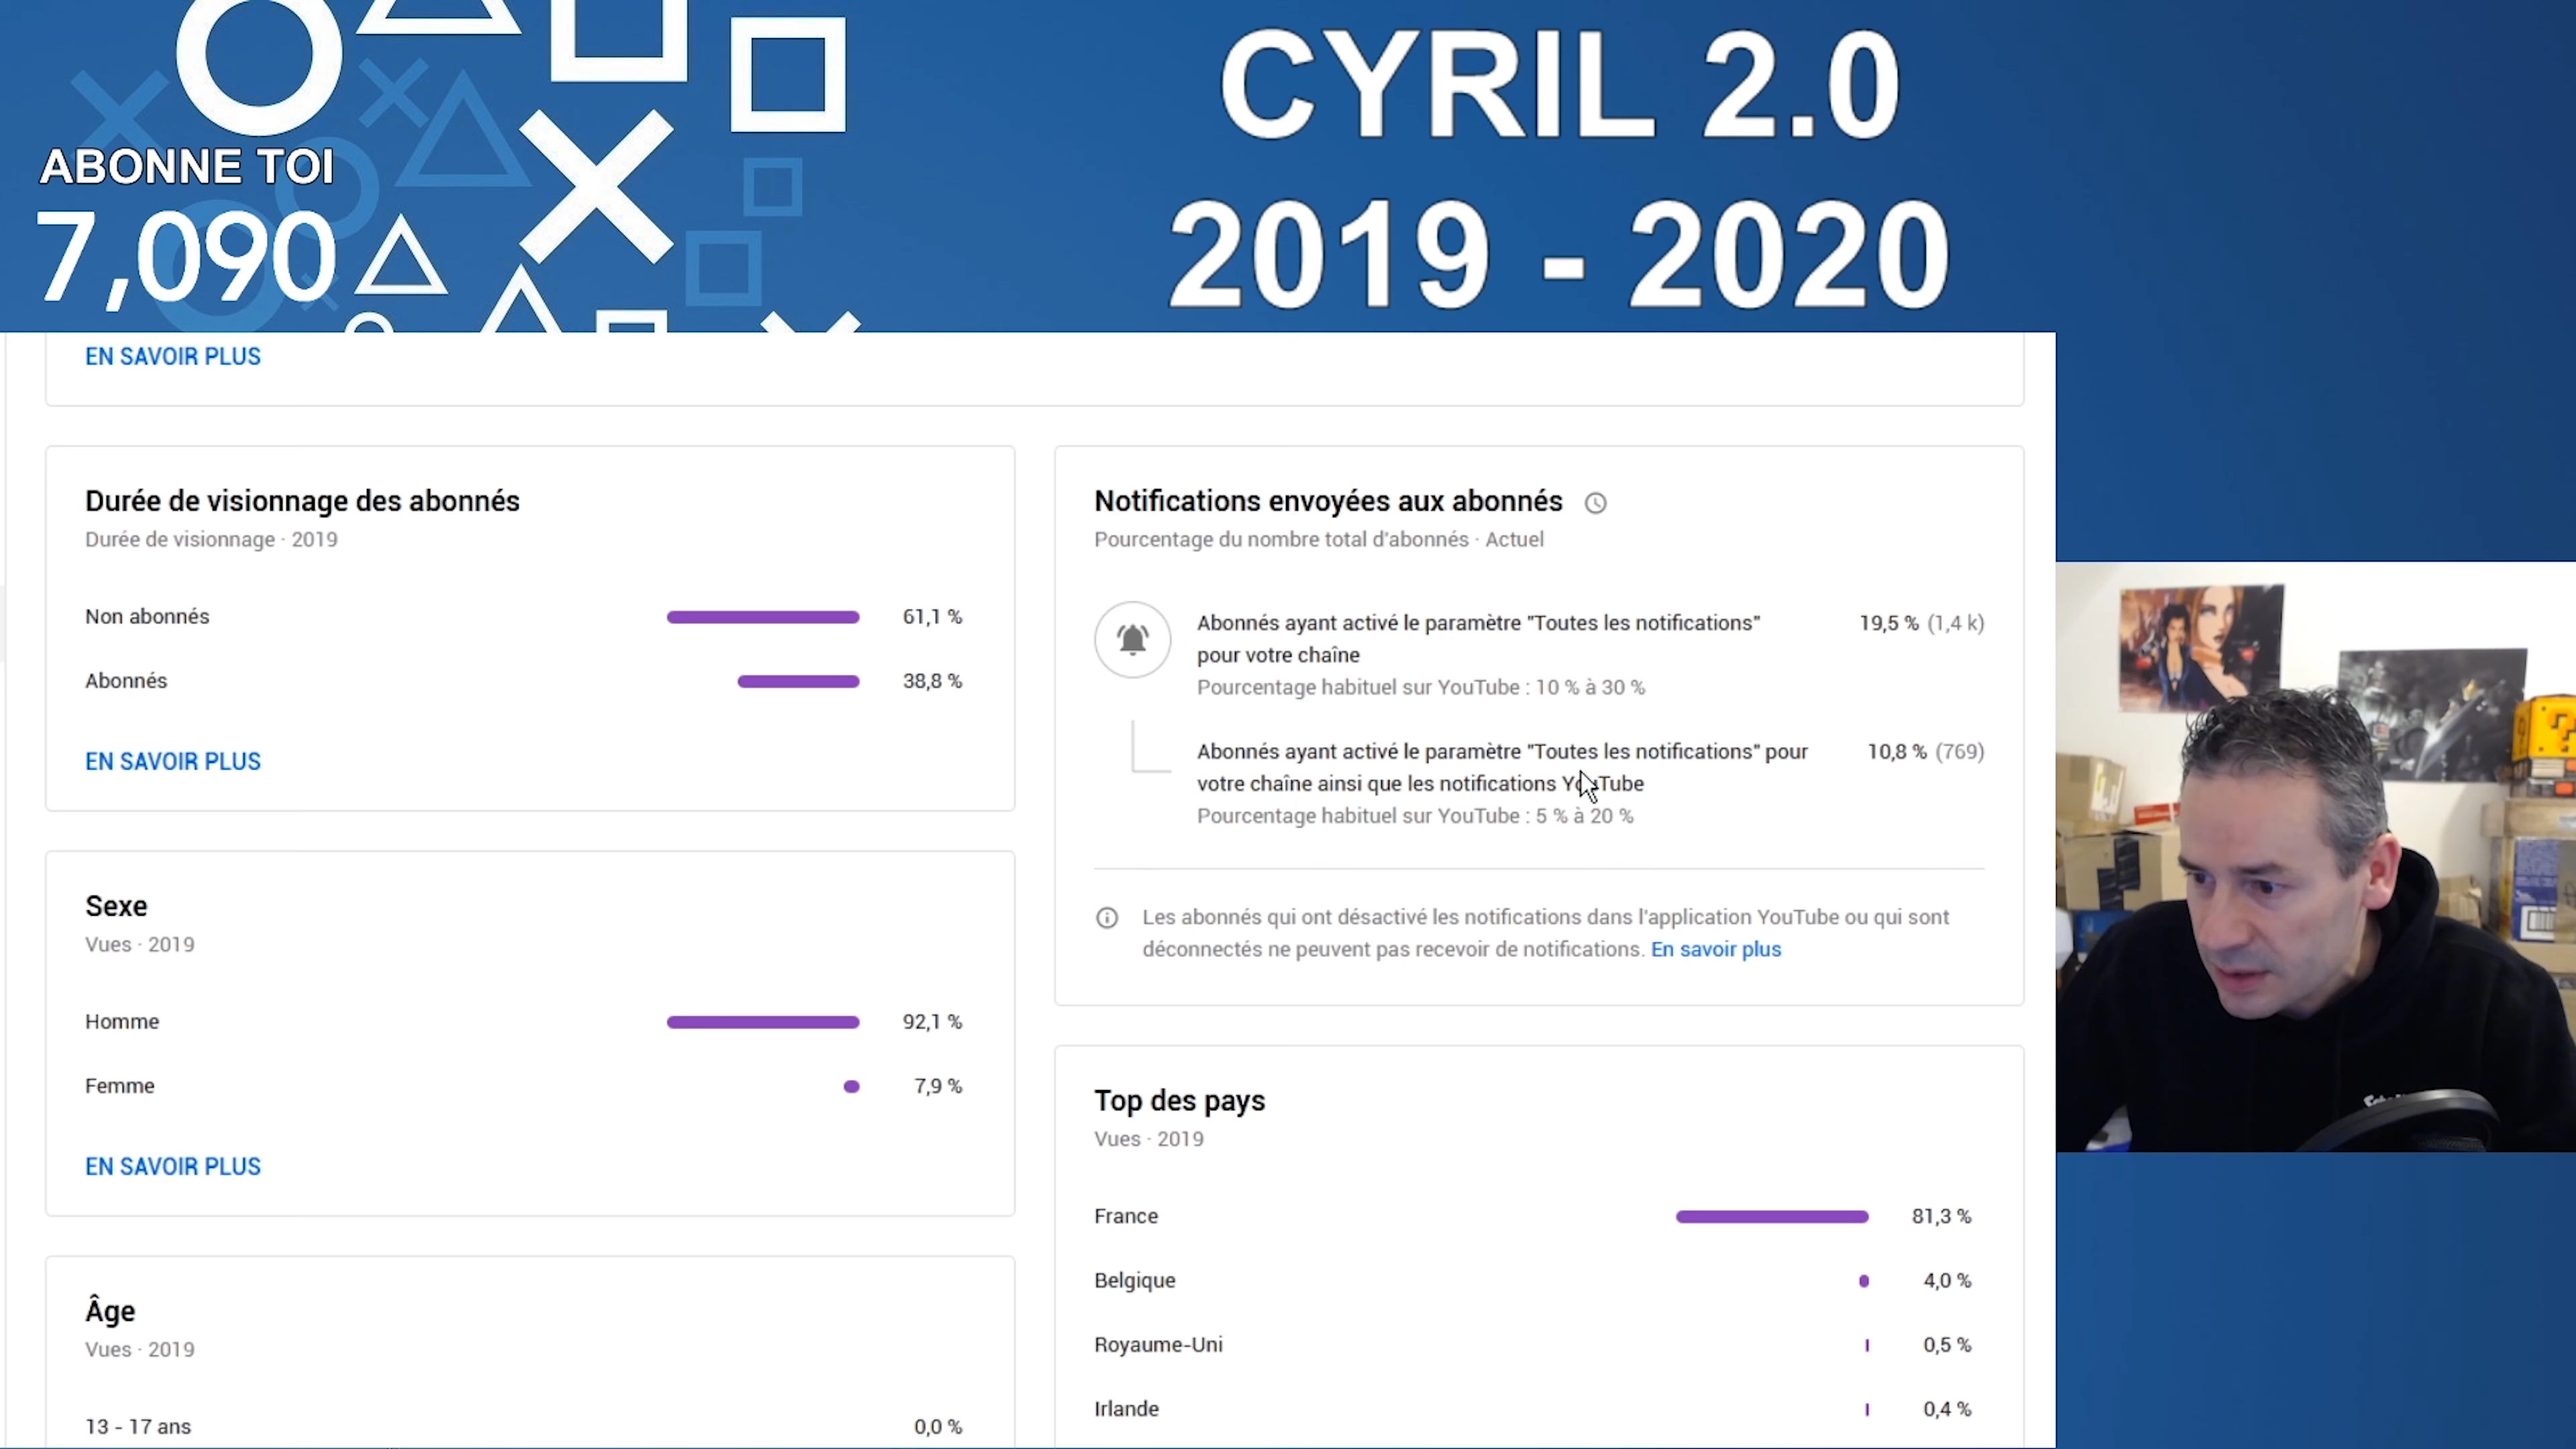 CYRIL 2.0
2019 - 2020
ABONNE TOI
7,090
EN SAVOIR PLUS
Durée de visionnage des abonnés
Durée de visionnage · 2019
Non abonnés 61,1 %
Abonnés 38,8 %
EN SAVOIR PLUS
Sexe
Vues · 2019
Homme 92,1 %
Femme 7,9 %
EN SAVOIR PLUS
Âge
Vues · 2019
13 - 17 ans 0,0 %
Notifications envoyées aux abonnés
Pourcentage du nombre total d'abonnés · Actuel
Abonnés ayant activé le paramètre "Toutes les notifications" 19,5 % (1,4 k)
pour votre chaîne
Pourcentage habituel sur YouTube : 10 % à 30 %
Abonnés ayant activé le paramètre "Toutes les notifications" pour 10,8 % (769)
votre chaîne ainsi que les notifications YouTube
Pourcentage habituel sur YouTube : 5 % à 20 %
Les abonnés qui ont désactivé les notifications dans l'application YouTube ou qui sont
déconnectés ne peuvent pas recevoir de notifications. En savoir plus
Top des pays
Vues · 2019
France 81,3 %
Belgique 4,0 %
Royaume-Uni 0,5 %
Irlande 0,4 %